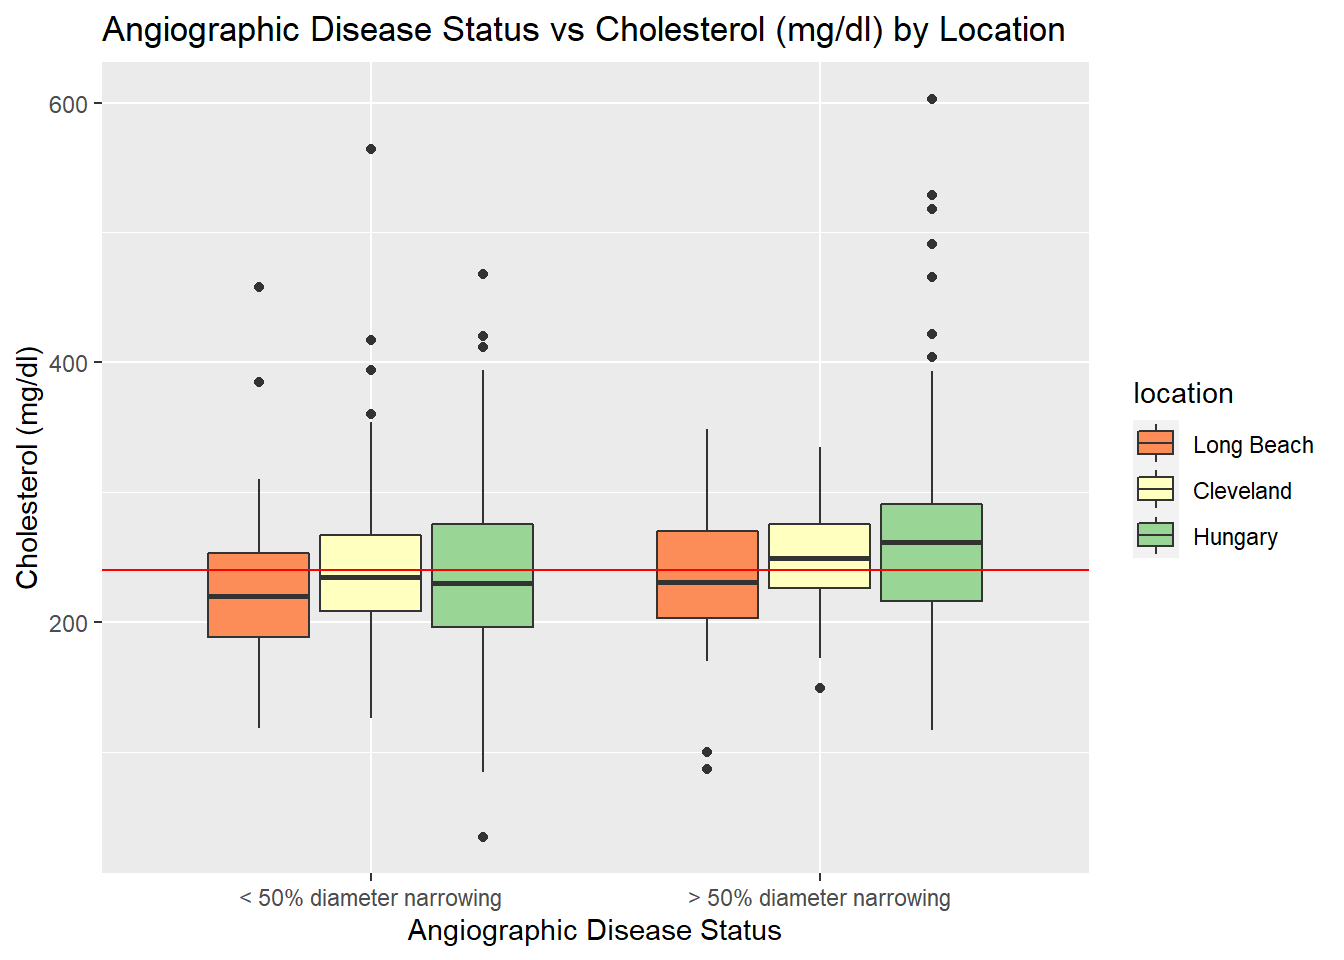 Angiographic Disease Status vs Cholesterol (mg/dl) by Location
600
400
200
Cholesterol (mg/dl)
< 50% diameter narrowing
> 50% diameter narrowing
Angiographic Disease Status
location
Long Beach
Cleveland
Hungary